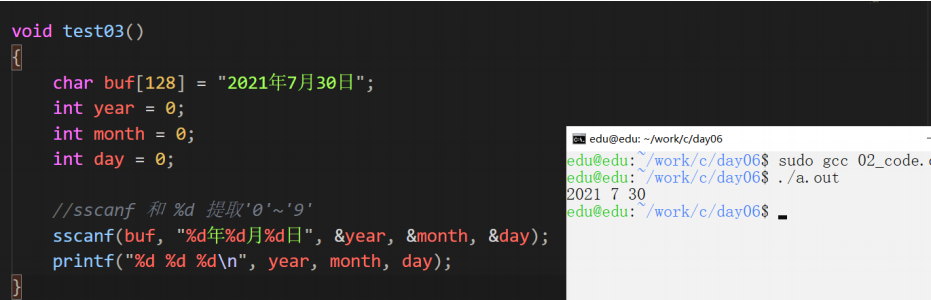 void test03()
{
char buf[128] = "2021年7月30日";
int year = 0;
int month = 0;
int day = 0;
//sscanf 和 %d 提取'0'~'9'
sscanf(buf, "%d年%d月%d日", &year, &month, &day);
printf("%d %d %d\n", year, month, day);
}
edu@edu: ~/work/c/day06
edu@edu:~/work/c/day06$ sudo gcc 02_code.c
edu@edu:~/work/c/day06$ ./a.out
2021 7 30
edu@edu:~/work/c/day06$